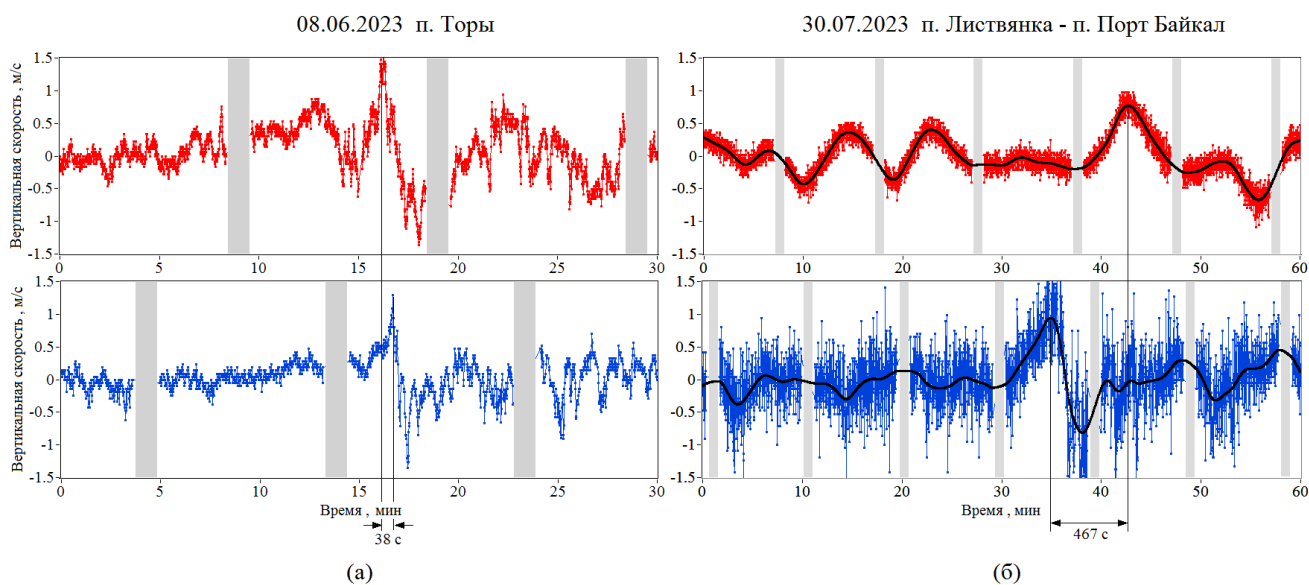 08.06.2023 п. Торы
30.07.2023 п. Листвянка - п. Порт Байкал
Вертикальная скорость , м/с
1.5
1
0.5
0
-0.5
-1
-1.5
0 5 10 15 20 25 30
1.5
1
0.5
0
-0.5
-1
-1.5
0 10 20 30 40 50 60
Вертикальная скорость , м/с
1.5
1
0.5
0
-0.5
-1
-1.5
0 5 10 15 20 25 30
Время , мин
38 с
1.5
1
0.5
0
-0.5
-1
-1.5
0 10 20 30 40 50 60
Время , мин
467 с
(а)
(б)